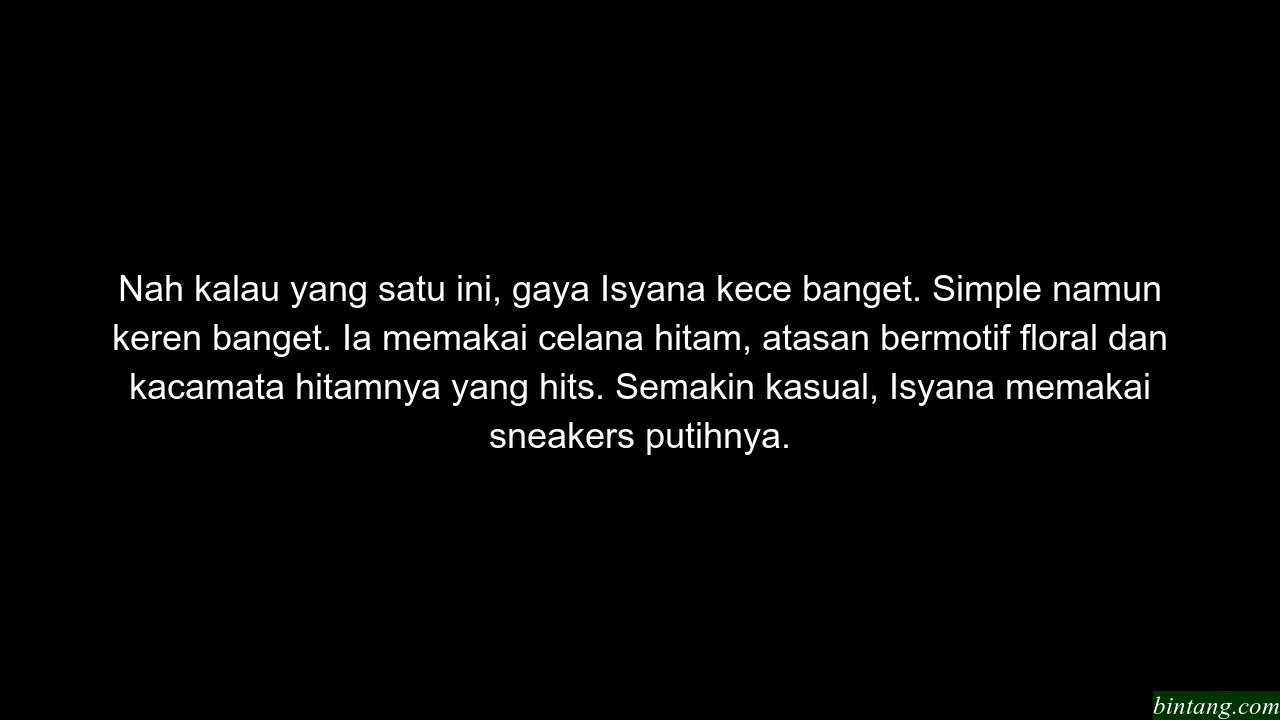 Nah kalau yang satu ini, gaya Isyana kece banget. Simple namun
keren banget. Ia memakai celana hitam, atasan bermotif floral dan
kacamata hitamnya yang hits. Semakin kasual, Isyana memakai
sneakers putihnya.
bintang.com